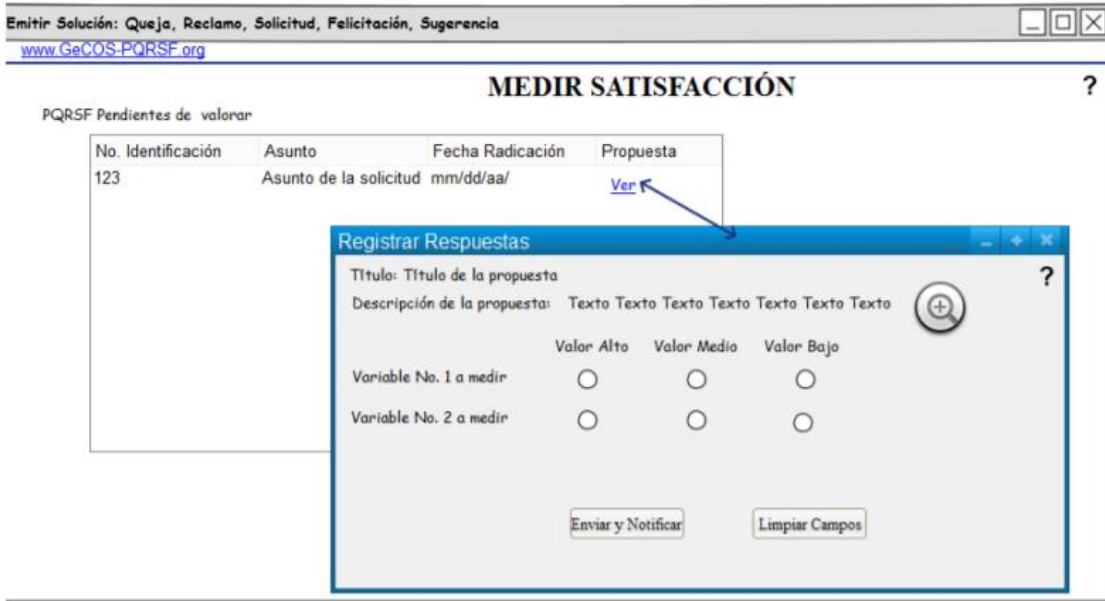 Emitir Solución: Queja, Reclamo, Solicitud, Felicitación, Sugerencia
www.GeCOS-PQRSF.org
MEDIR SATISFACCIÓN ?
PQRSF Pendientes de valorar
No. Identificación Asunto Fecha Radicación Propuesta
123 Asunto de la solicitud mm/dd/aa/ Ver
Registrar Respuestas
Título: Título de la propuesta ?
Descripción de la propuesta: Texto Texto Texto Texto Texto Texto Texto
Valor Alto Valor Medio Valor Bajo
Variable No. 1 a medir
Variable No. 2 a medir
Enviar y Notificar Limpiar Campos